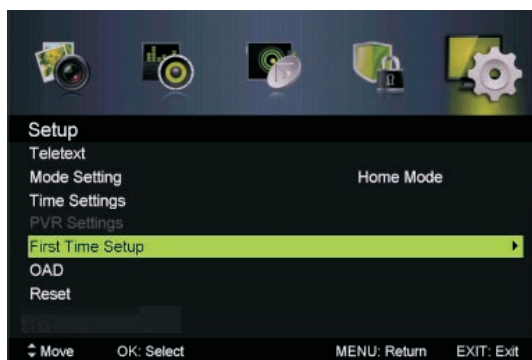 Setup
Teletext
Mode Setting Home Mode
Time Settings
PVR Settings
First Time Setup
OAD
Reset
Move OK: Select MENU: Return EXIT: Exit